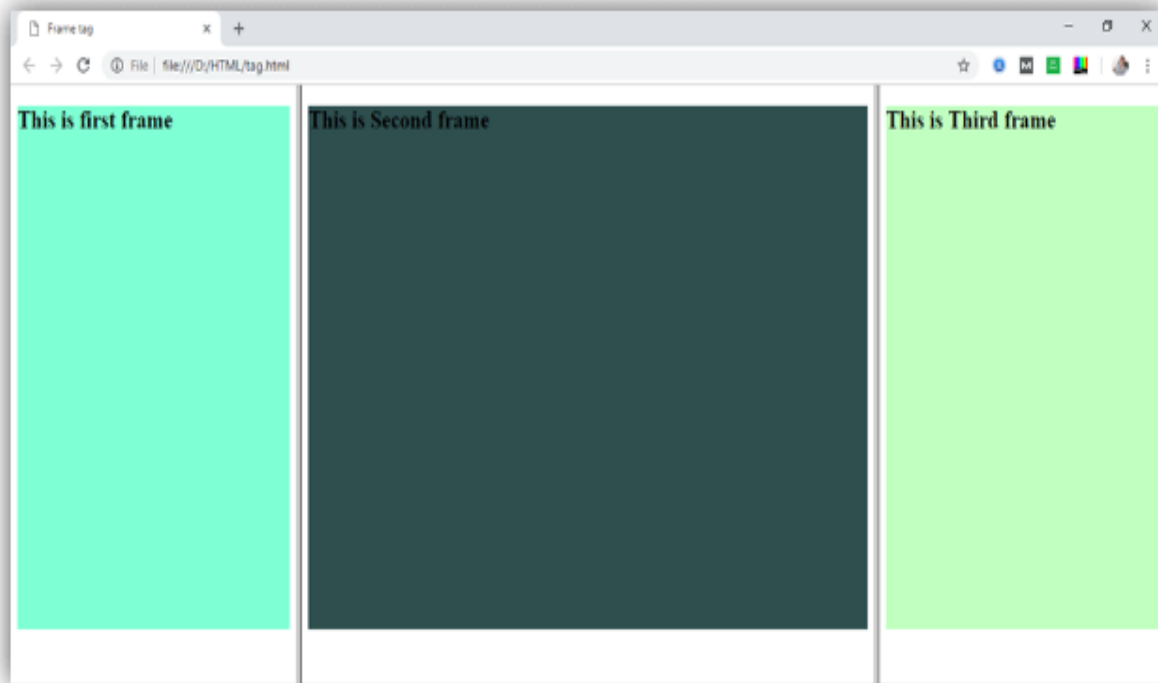 Frame tag
File | file:///D:/HTML/tag.html
This is first frame
This is Second frame
This is Third frame